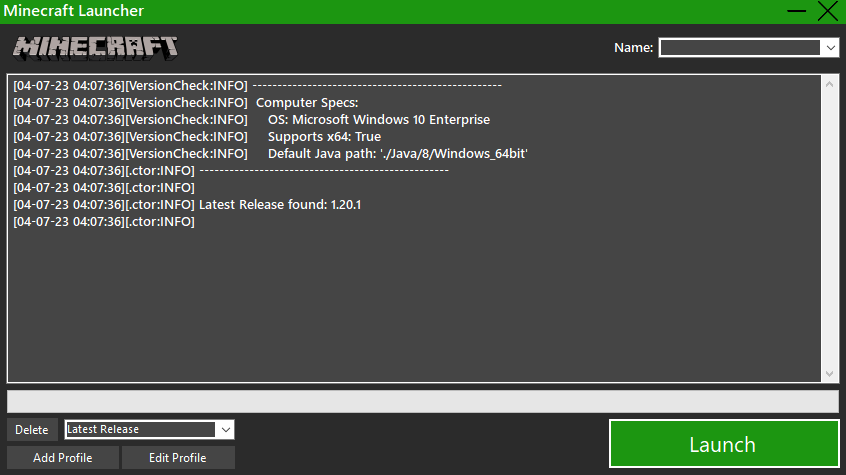 Minecraft Launcher
MINECRAFT
Name:
[04-07-23 04:07:36][VersionCheck:INFO] --------------------------------------------------
[04-07-23 04:07:36][VersionCheck:INFO]  Computer Specs:
[04-07-23 04:07:36][VersionCheck:INFO]     OS: Microsoft Windows 10 Enterprise
[04-07-23 04:07:36][VersionCheck:INFO]     Supports x64: True
[04-07-23 04:07:36][VersionCheck:INFO]     Default Java path: './Java/8/Windows_64bit'
[04-07-23 04:07:36][.ctor:INFO] --------------------------------------------------
[04-07-23 04:07:36][.ctor:INFO]
[04-07-23 04:07:36][.ctor:INFO] Latest Release found: 1.20.1
[04-07-23 04:07:36][.ctor:INFO]
Delete
Latest Release
Add Profile
Edit Profile
Launch